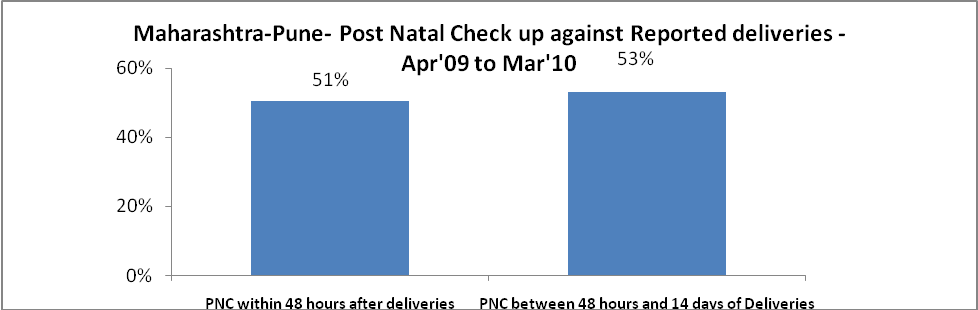 Maharashtra-Pune- Post Natal Check up against Reported deliveries -
Apr'09 to Mar'10
53%
60%
51%
40%
20%
0%
PNC within 48 hours after deliveries
PNC between 48 hours and 14 days of Deliveries